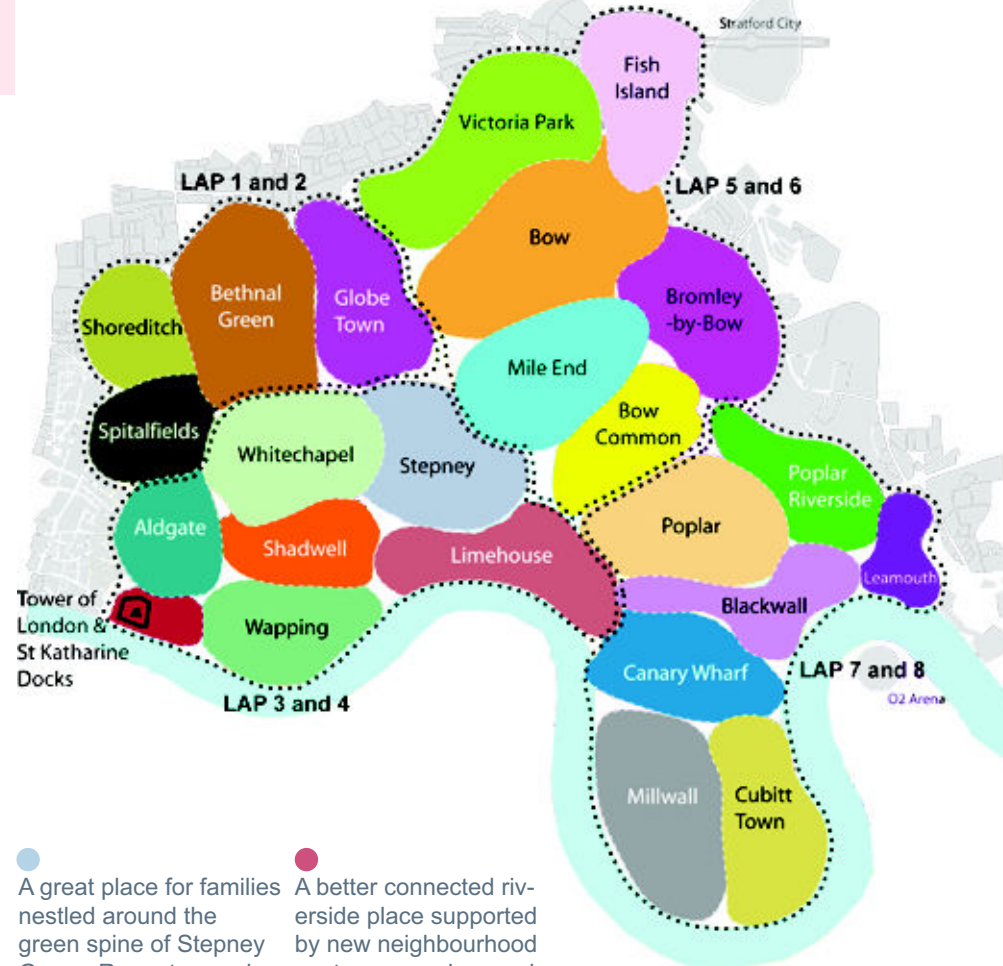 Stratford City
Fish
Island
Victoria Park
LAP 1 and 2
LAP 5 and 6
Bow
Bethnal
Green
Globe
Town
Bromley
-by-Bow
Shoreditch
Mile End
Bow
Common
Spitalfields
Whitechapel
Stepney
Poplar
Riverside
Aldgate
Shadwell
Limehouse
Poplar
Leamouth
Blackwall
Tower of
London &
St Katharine
Docks
Wapping
Canary Wharf
LAP 7 and 8
O2 Arena
LAP 3 and 4
Millwall
Cubitt
Town
A great place for families
nestled around the
green spine of Stepney
A better connected riv-
erside place supported
by new neighbourhood